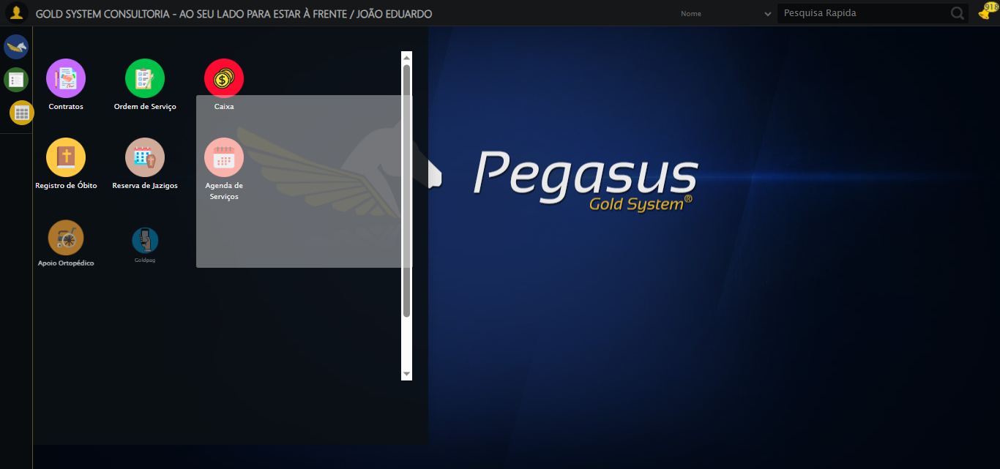 GOLD SYSTEM CONSULTORIA - AO SEU LADO PARA ESTAR À FRENTE / JOÃO EDUARDO
Nome
Pesquisa Rapida
918
Contratos
Ordem de Serviço
Caixa
Registro de Óbito
Reserva de Jazigos
Agenda de
Serviços
Pegasus
Gold System®
Apoio Ortopédico
Goldpag